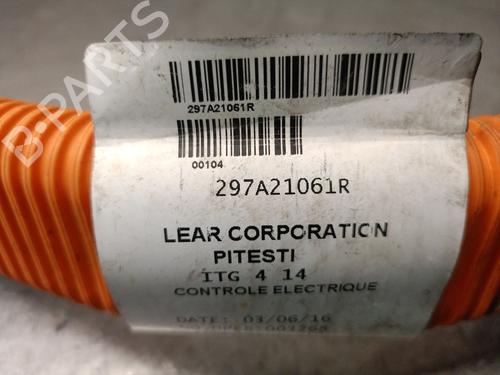 297A21061R
00104
297A21061R
LEAR CORPORATION
PITESTI
ITG 4 14
CONTROLE ELECTRIQUE
DATE: 03/06/16
B-PARTS